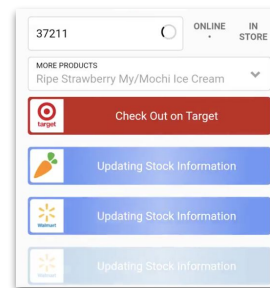 37211
ONLINE
IN
STORE
MORE PRODUCTS
Ripe Strawberry My/Mochi Ice Cream
target
Check Out on Target
Updating Stock Information
Walmart
Updating Stock Information
Walmart
Updating Stock Information